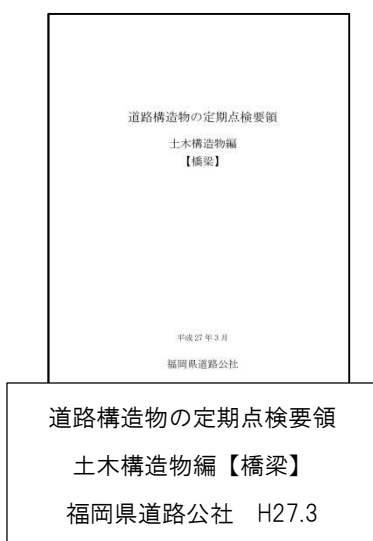 道路構造物の定期点検要領
土木構造物編
【橋梁】
平成27年3月
福岡県道路公社
道路構造物の定期点検要領
土木構造物編【橋梁】
福岡県道路公社 H27.3